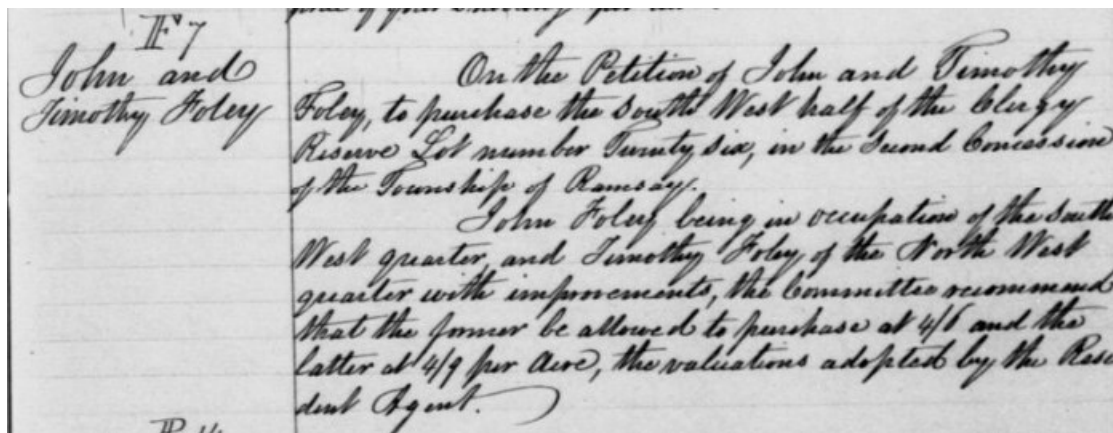 F 7
John and
Timothy Foley
On the Petition of John and Timothy
Foley, to purchase the South West half of the Clergy
Reserve Lot number Twenty six, in the Second Concession
of the Township of Ramsay.
John Foley being in occupation of the South
West quarter, and Timothy Foley of the North West
quarter with improvements, the Committee recommend
that the former be allowed to purchase at 4/6 and the
latter at 4/9 per Acre, the valuations adopted by the Resi
dent Agent.